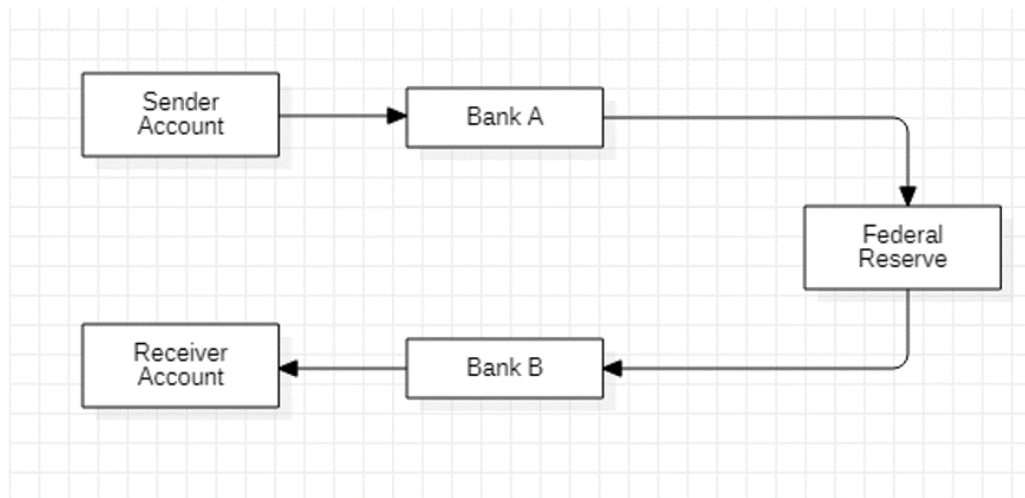 Sender
Account
Bank A
Federal
Reserve
Bank B
Receiver
Account